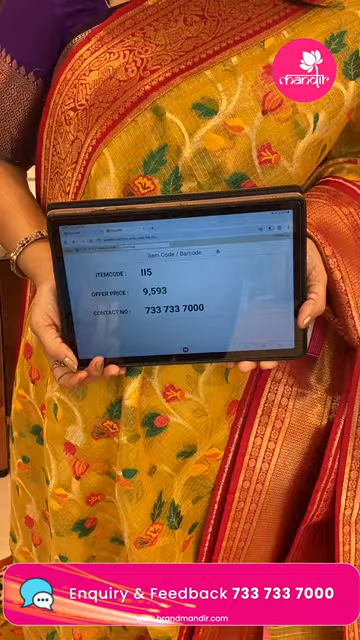 mandir
Item Code / Barcode
ITEMCODE : II5
OFFER PRICE : 9,593
CONTACT NO : 733 733 7000
Enquiry & Feedback 733 733 7000
www.brandmandir.com